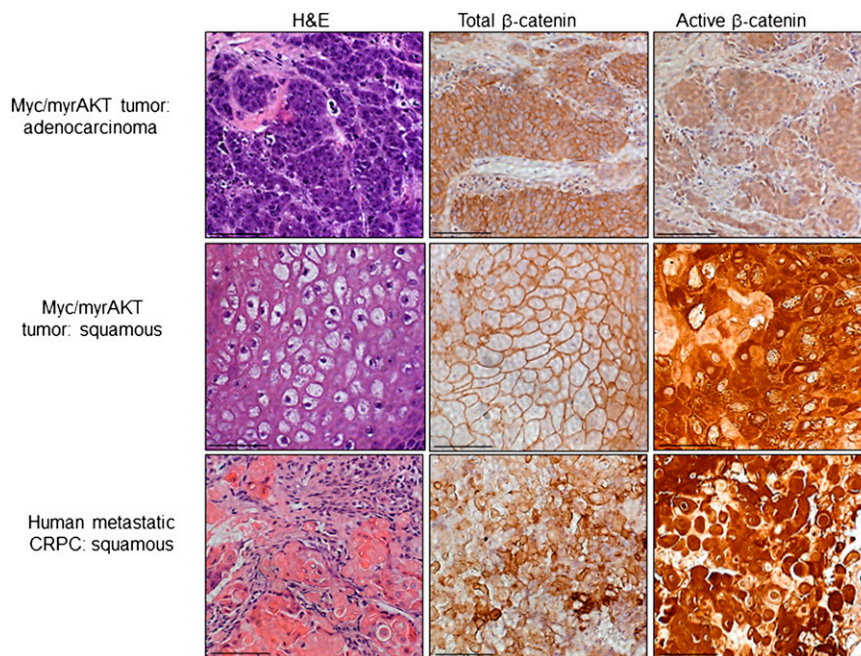 H&E
Total β-catenin
Active β-catenin
Myc/myrAKT tumor:
adenocarcinoma
Myc/myrAKT
tumor: squamous
Human metastatic
CRPC: squamous